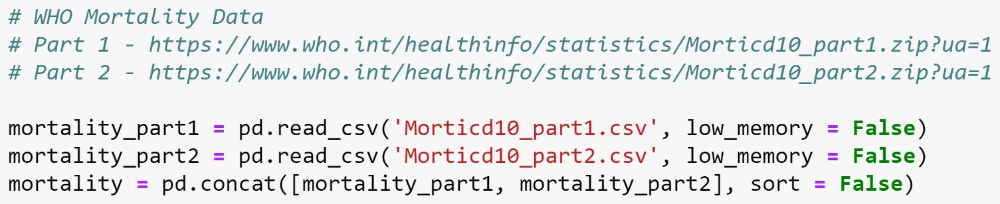 # WHO Mortality Data
# Part 1 - https://www.who.int/healthinfo/statistics/Morticd10_part1.zip?ua=1
# Part 2 - https://www.who.int/healthinfo/statistics/Morticd10_part2.zip?ua=1
mortality_part1 = pd.read_csv('Morticd10_part1.csv', low_memory = False)
mortality_part2 = pd.read_csv('Morticd10_part2.csv', low_memory = False)
mortality = pd.concat([mortality_part1, mortality_part2], sort = False)